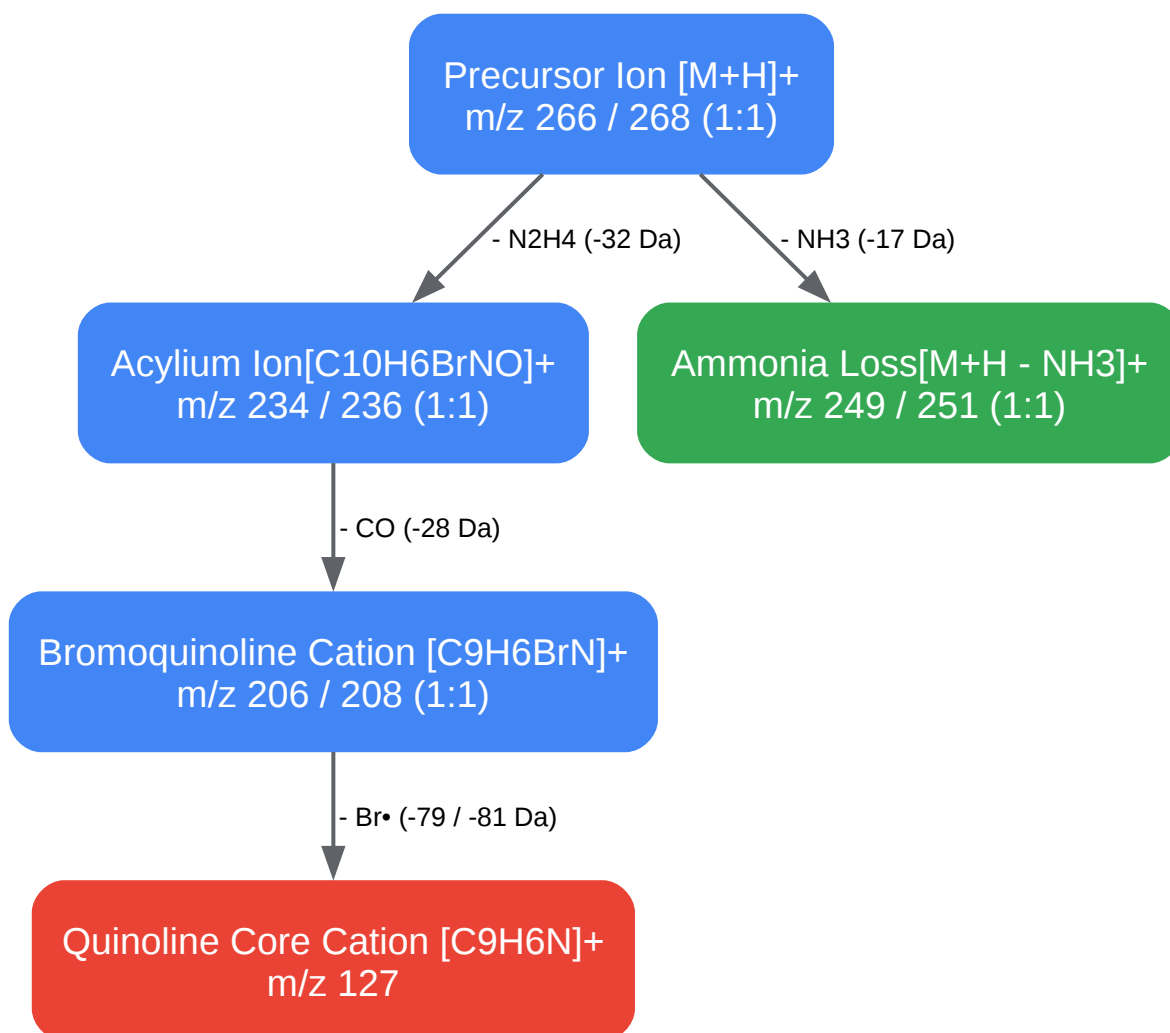 Precursor Ion [M+H]+
m/z 266 / 268 (1:1)
- N2H4 (-32 Da)
- NH3 (-17 Da)
Acylium Ion[C10H6BrNO]+
m/z 234 / 236 (1:1)
Ammonia Loss[M+H - NH3]+
m/z 249 / 251 (1:1)
- CO (-28 Da)
Bromoquinoline Cation [C9H6BrN]+
m/z 206 / 208 (1:1)
- Br• (-79 / -81 Da)
Quinoline Core Cation [C9H6N]+
m/z 127